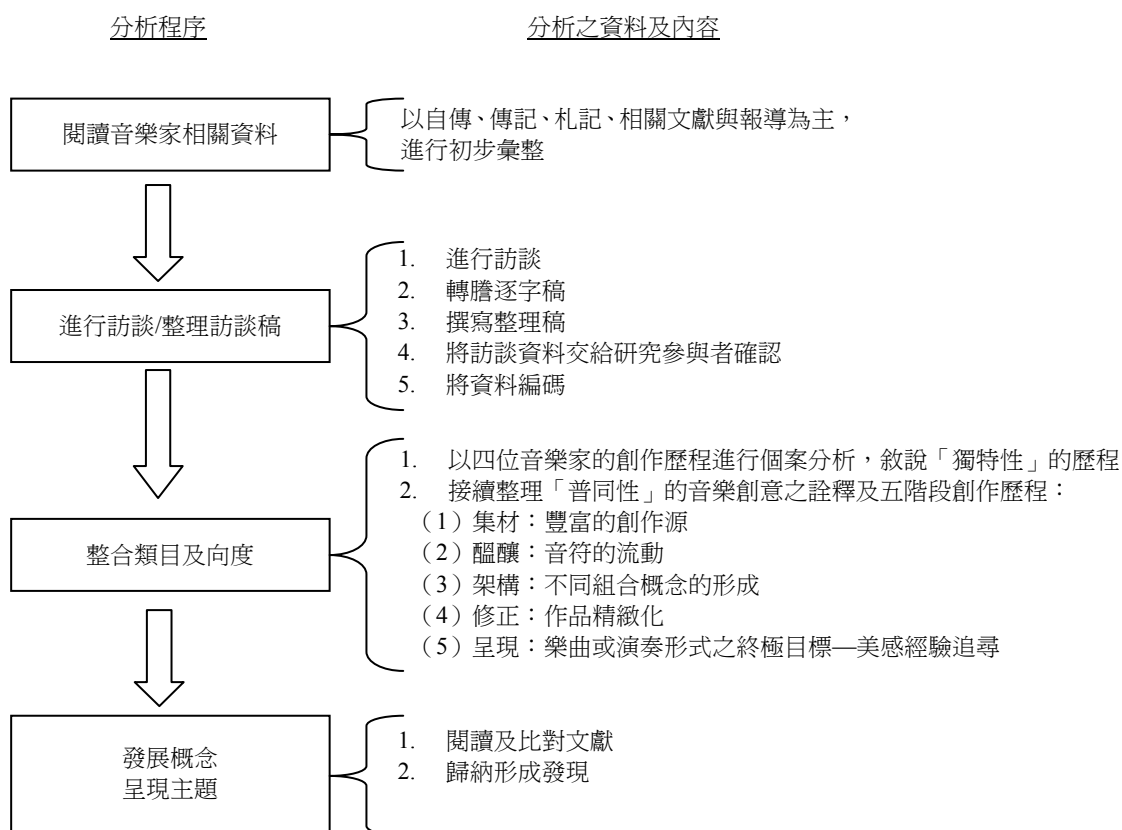 分析程序
分析之資料及內容
閱讀音樂家相關資料
以自傳、傳記、札記、相關文獻與報導為主，
進行初步彙整
進行訪談/整理訪談稿
1. 進行訪談
2. 轉謄逐字稿
3. 撰寫整理稿
4. 將訪談資料交給研究參與者確認
5. 將資料編碼
整合類目及向度
1. 以四位音樂家的創作歷程進行個案分析，敘說「獨特性」的歷程
2. 接續整理「普同性」的音樂創意之詮釋及五階段創作歷程：
（1）集材：豐富的創作源
（2）醞釀：音符的流動
（3）架構：不同組合概念的形成
（4）修正：作品精緻化
（5）呈現：樂曲或演奏形式之終極目標—美感經驗追尋
發展概念
呈現主題
1. 閱讀及比對文獻
2. 歸納形成發現